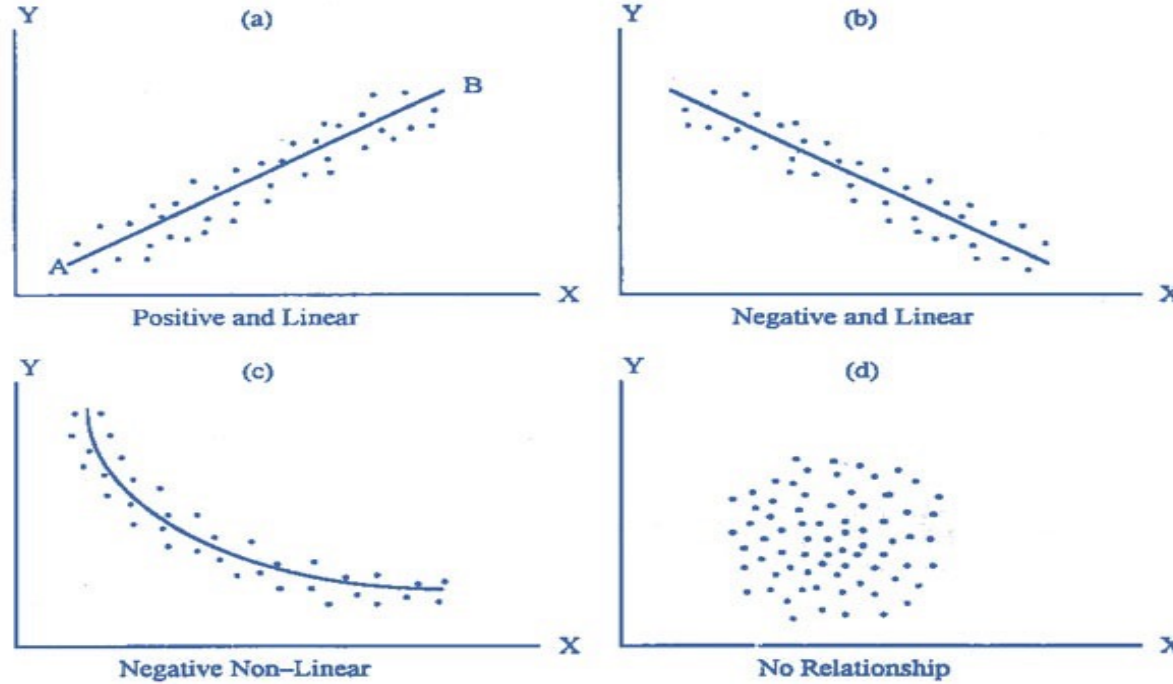 Y
(a)
B
A
X
Positive and Linear
Y
(b)
X
Negative and Linear
Y
(c)
X
Negative Non–Linear
Y
(d)
X
No Relationship